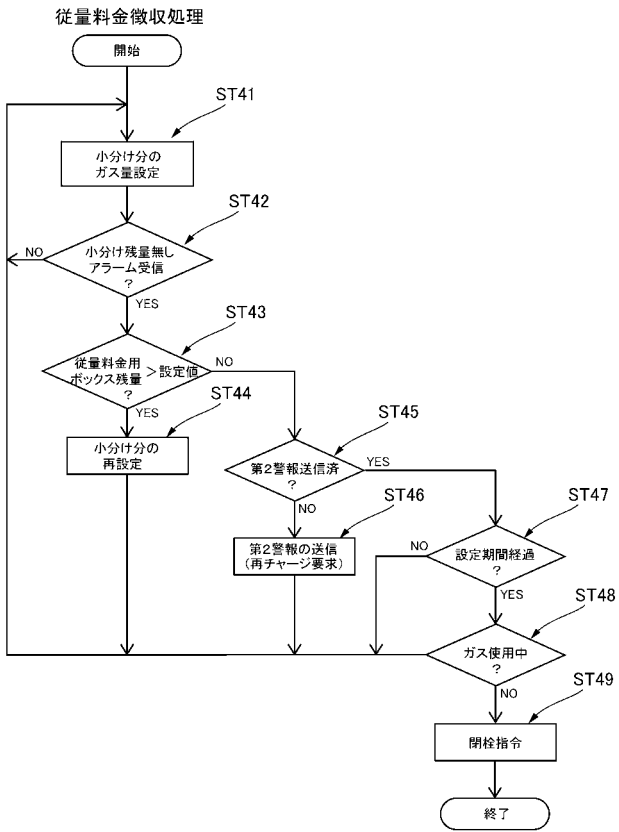 従量料金徴収処理
開始
ST41
小分け分の
ガス量設定
ST42
小分け残量無し
アラーム受信
?
NO
YES
ST43
従量料金用
ボックス残量
>設定値
?
NO
YES
ST44
小分け分の
再設定
ST45
第2警報送信済
?
YES
NO
ST46
第2警報の送信
(再チャージ要求)
ST47
設定期間経過
?
NO
YES
ST48
ガス使用中
?
NO
ST49
閉栓指令
終了